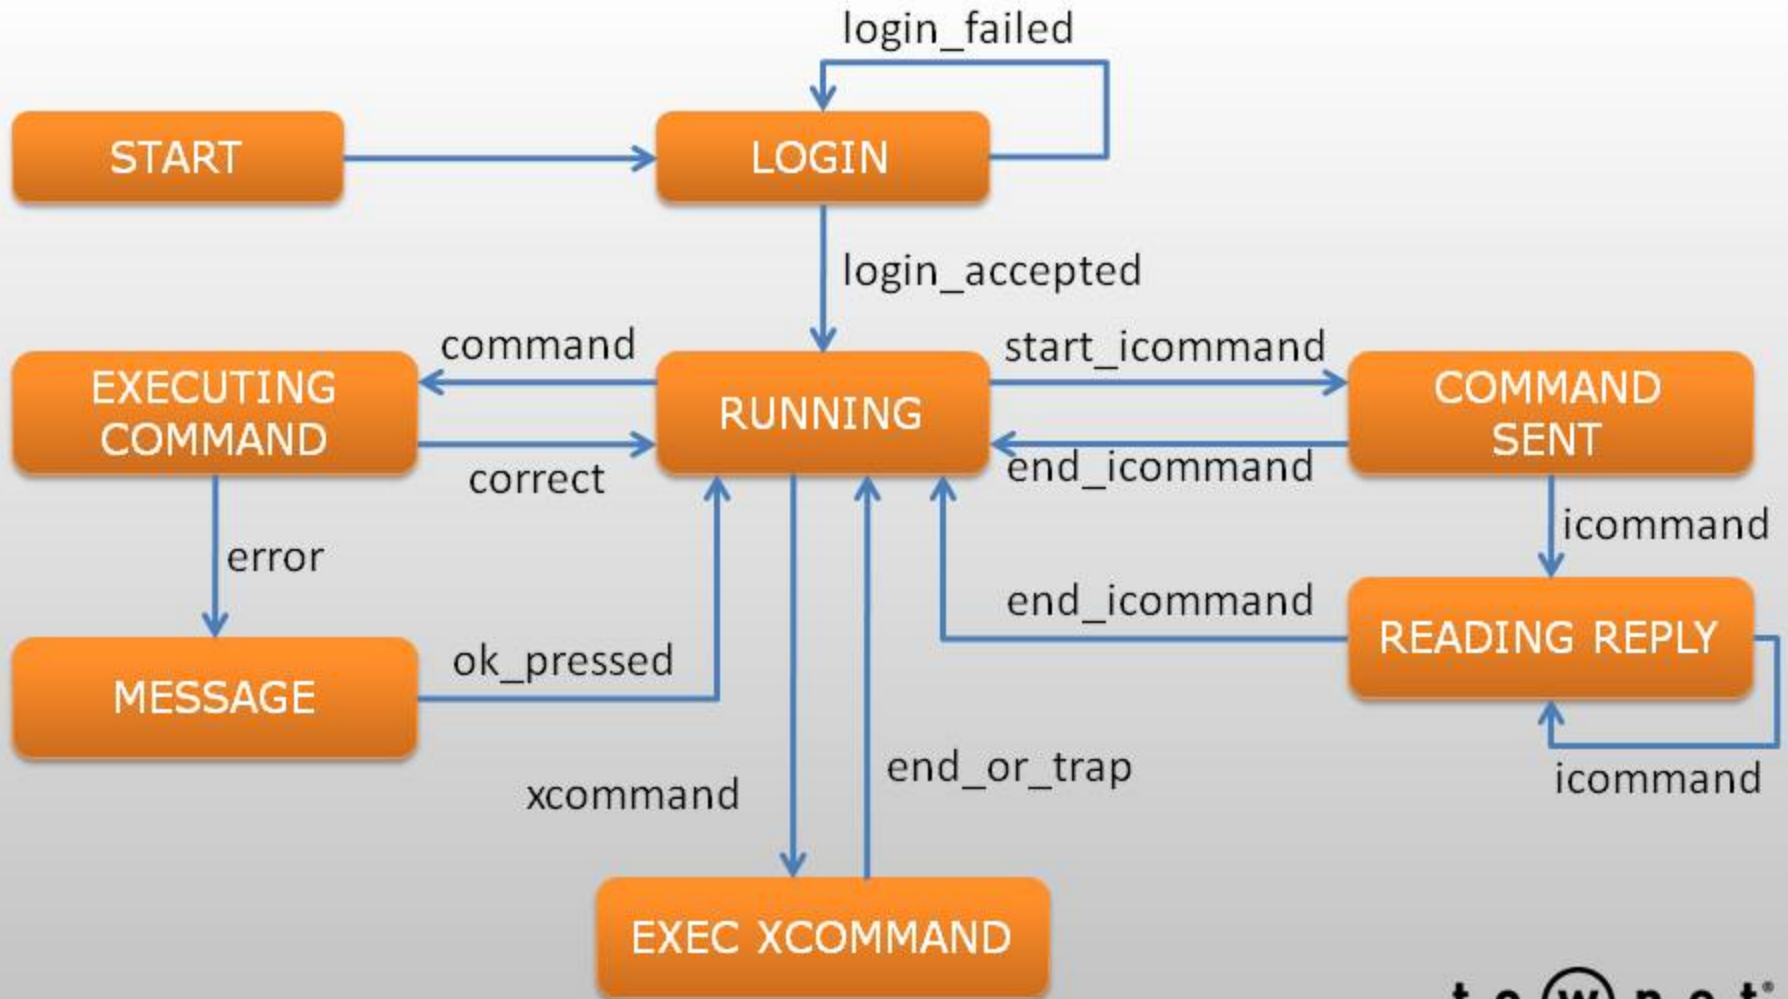 login_failed
START
LOGIN
login_accepted
command
start_icommand
EXECUTING
COMMAND
RUNNING
COMMAND
SENT
correct
end_icommand
icommand
error
end_icommand
READING REPLY
ok_pressed
MESSAGE
end_or_trap
icommand
xcommand
EXEC XCOMMAND